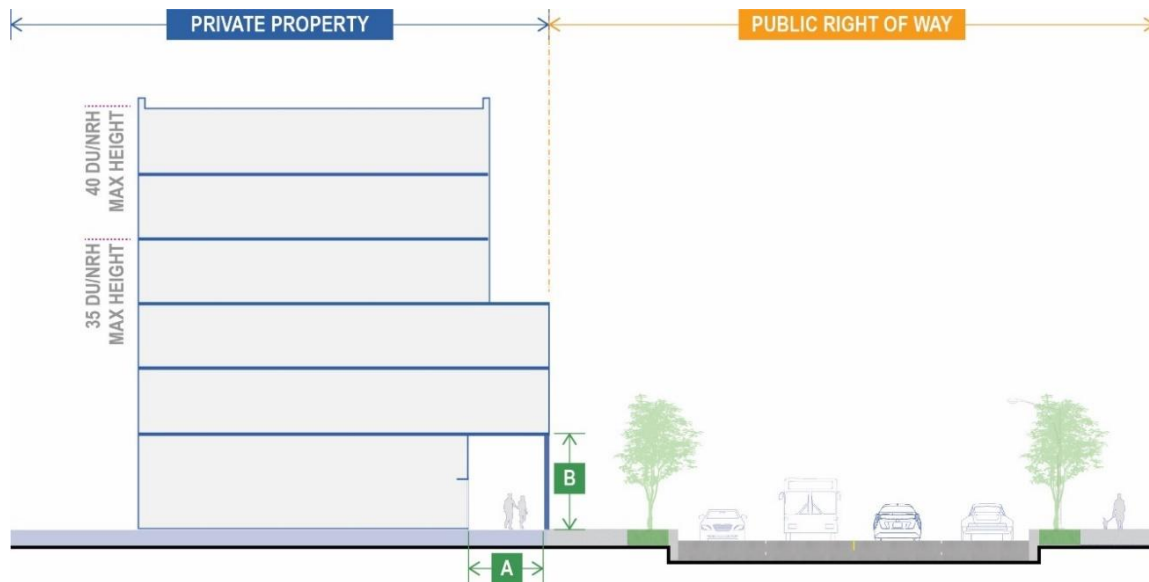 PRIVATE PROPERTY
PUBLIC RIGHT OF WAY
40 DU/NRH
MAX HEIGHT
35 DU/NRH
MAX HEIGHT
B
A